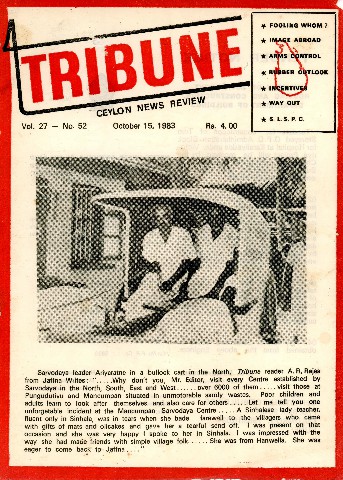 TRIBUNE
CEYLON NEWS REVIEW
Vol. 27 — No. 52 October 15, 1983 Rs. 4.00
★ FOOLING WHOM ?
★ IMAGE ABROAD
★ ARMS CONTROL
★ RUBBER OUTLOOK
★ INCENTIVES
★ WAY OUT
★ S. L. S. P. C.
Sarvodaya leader Ariyaratne in a bullock cart in the North, Tribune reader A. R. Rajes
from Jaffna Writes: ".....Why don't you, Mr. Editor, visit every Centre established by
Sarvodaya in the North, South, East and West......over 6000 of them.....visit those at
Pungudutivu and Mancumpan situated in unmotorable sandy wastes. Poor children and
adults learn to look after themselves and also care for others.....Let me tell you one
unforgetable incident at the Mancumpan Sarvodaya Centre.....A Sinhalese lady teacher,
fluent only in Sinhala, was in tears when she bade farewell to the villagers who came
with gifts of mats and oilcakes and gave her a tearful send off. I was present on that
occasion and she was very happy I spoke to her in Sinhala. I was impressed with the
way she had made friends with simple village folk.....She was from Hanwella. She was
eager to come back to Jaffna...."